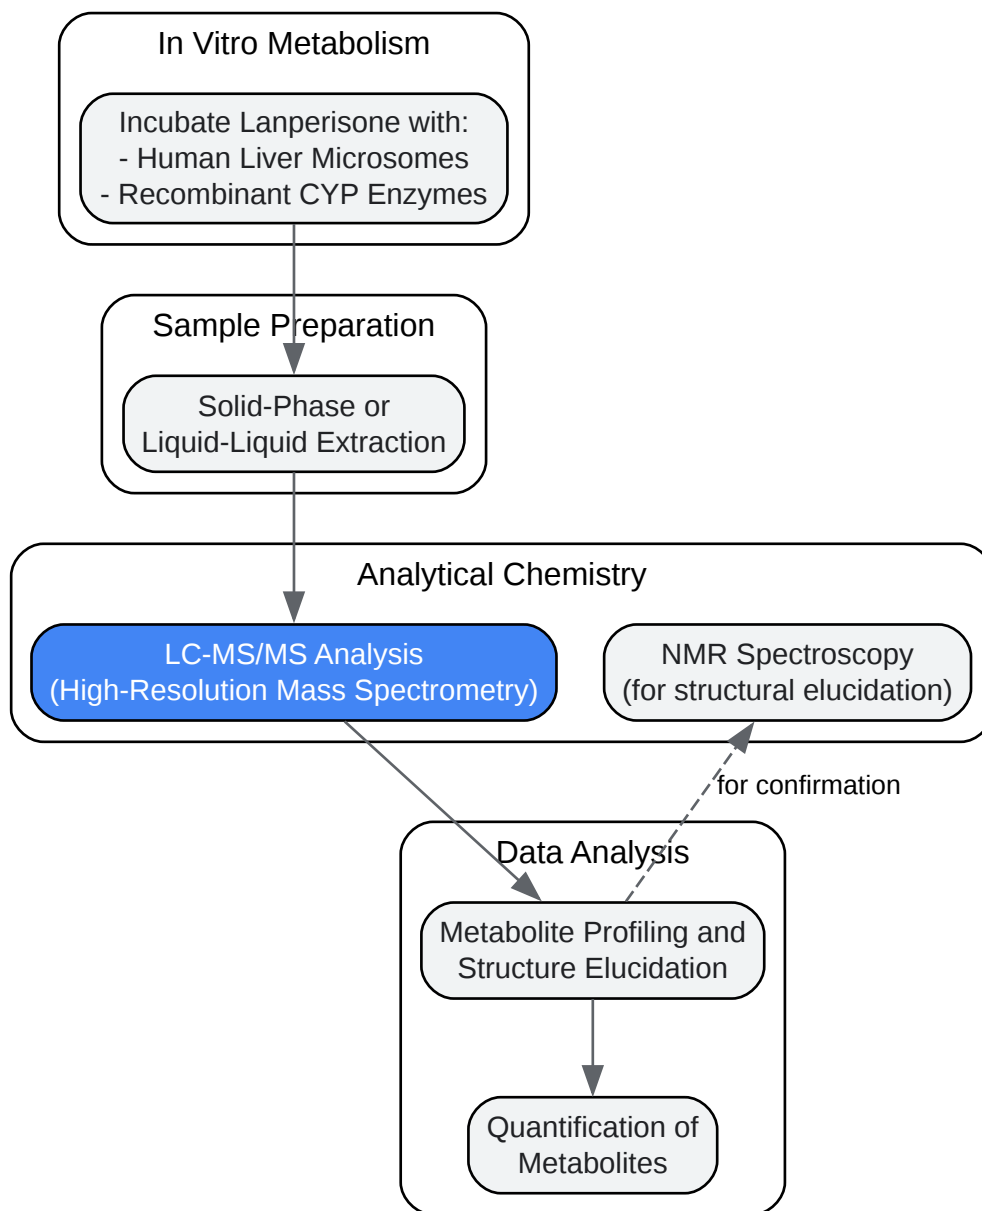 In Vitro Metabolism
Incubate Lanperisone with:
- Human Liver Microsomes
- Recombinant CYP Enzymes
Sample Preparation
Solid-Phase or
Liquid-Liquid Extraction
Analytical Chemistry
LC-MS/MS Analysis
(High-Resolution Mass Spectrometry)
NMR Spectroscopy
(for structural elucidation)
for confirmation
Data Analysis
Metabolite Profiling and
Structure Elucidation
Quantification of
Metabolites